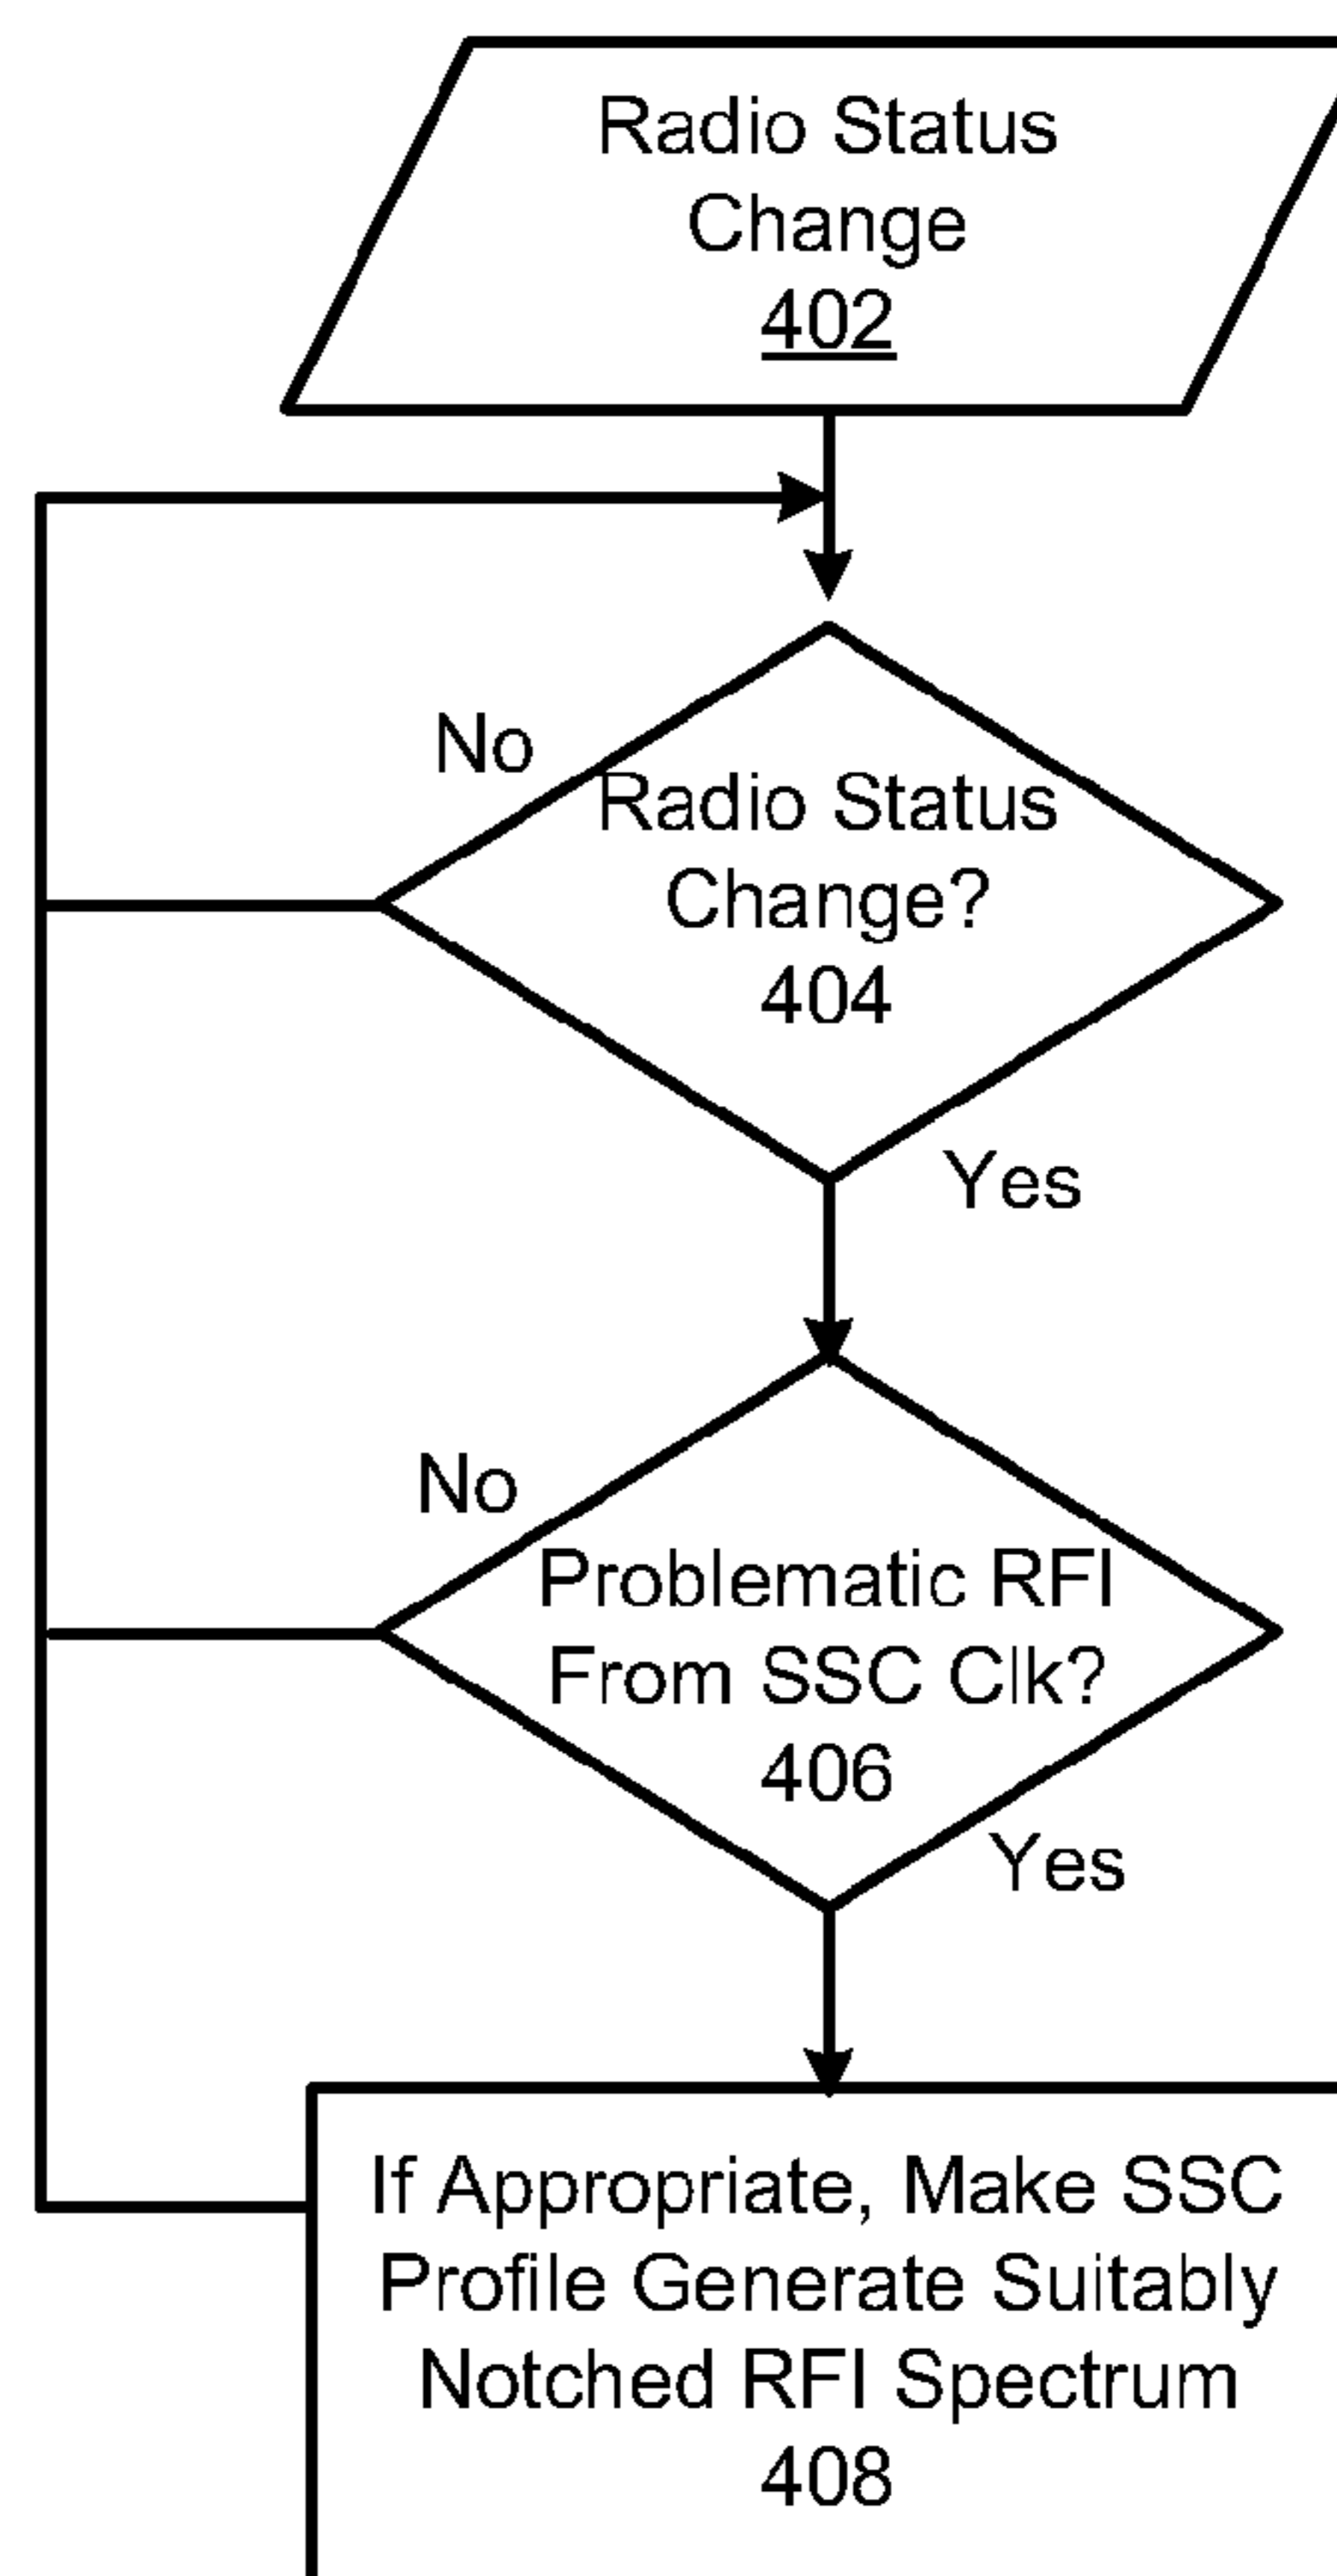 Radio Status
Change
402
No
Radio Status
Change?
404
Yes
No
Problematic RFI
From SSC Clk?
406
Yes
If Appropriate, Make SSC
Profile Generate Suitably
Notched RFI Spectrum
408